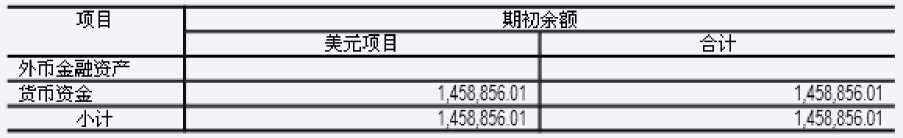 项目 期初余额
美元项目 合计
外币金融资产
货币资金 1,458,856.01 1,458,856.01
小计 1,458,856.01 1,458,856.01